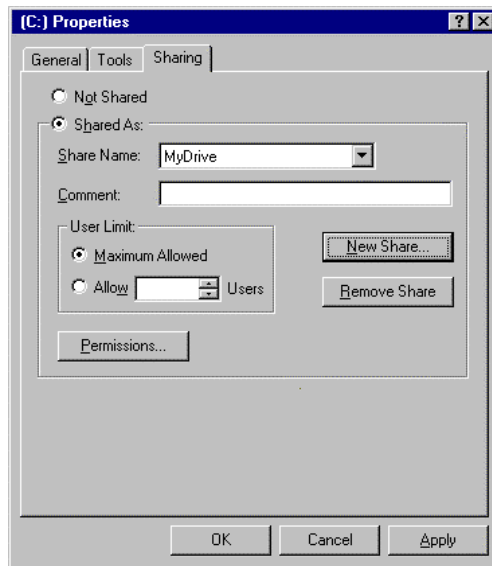 (C:) Properties
General Tools Sharing
Not Shared
Shared As:
Share Name: MyDrive
Comment:
User Limit:
Maximum Allowed
New Share...
Allow Users
Remove Share
Permissions...
OK Cancel Apply